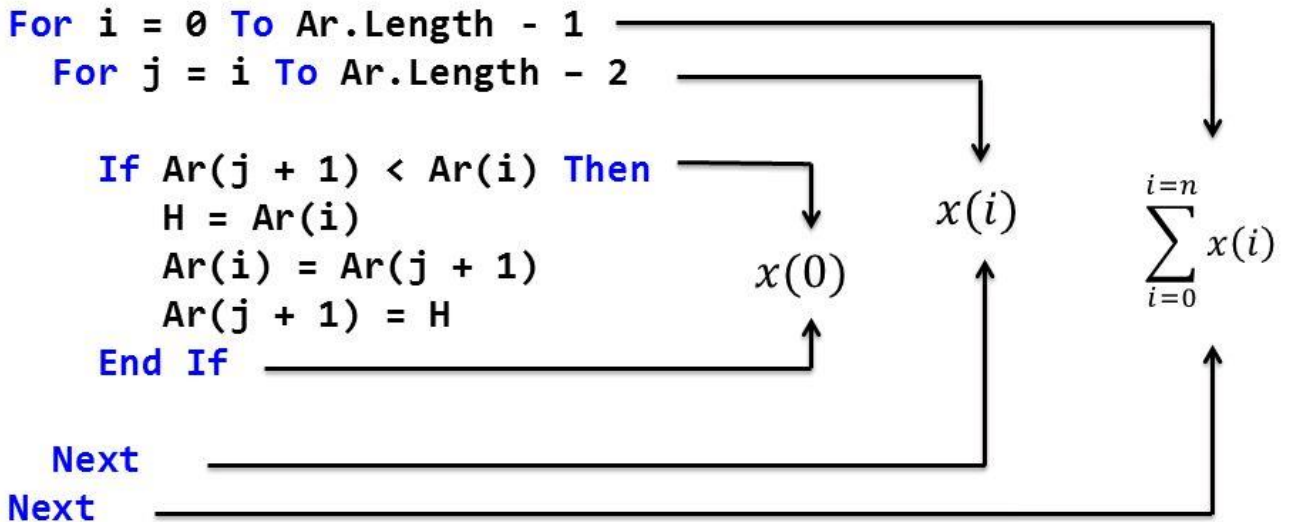 For i = 0 To Ar.Length - 1
For j = i To Ar.Length – 2
If Ar(j + 1) < Ar(i) Then
H = Ar(i)
Ar(i) = Ar(j + 1)
Ar(j + 1) = H
End If
Next
Next
x(0)
x(i)
i=n
∑ x(i)
i=0